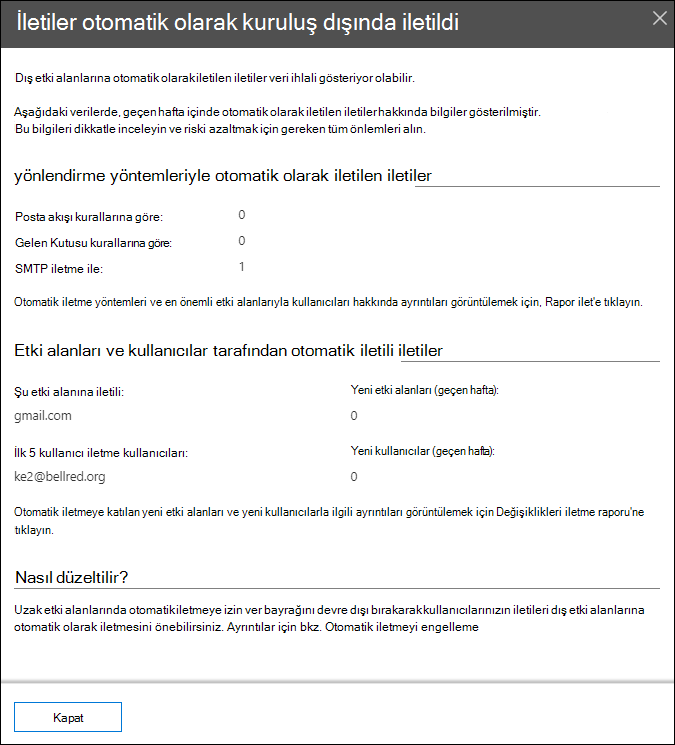 İletiler otomatik olarak kuruluş dışında iletildi
Dış etki alanlarına otomatik olarak iletilen iletiler veri ihlali gösteriyor olabilir.
Aşağıdaki verilerde, geçen hafta içinde otomatik olarak iletilen iletiler hakkında bilgiler gösterilmiştir.
Bu bilgileri dikkatle inceleyin ve riski azaltmak için gereken tüm önlemleri alın.
yönlendirme yöntemleriyle otomatik olarak iletilen iletiler
Posta akışı kurallarına göre: 0
Gelen Kutusu kurallarına göre: 0
SMTP iletme ile: 1
Otomatik iletme yöntemleri ve en önemli etki alanlarıyla kullanıcıları hakkında ayrıntıları görüntülemek için, Rapor ilet'e tıklayın.
Etki alanları ve kullanıcılar tarafından otomatik iletili iletiler
Şu etki alanına iletili: Yeni etki alanları (geçen hafta):
gmail.com 0
İlk 5 kullanıcı iletme kullanıcıları: Yeni kullanıcılar (geçen hafta):
ke2@bellred.org 0
Otomatik iletmeye katılan yeni etki alanları ve yeni kullanıcılarla ilgili ayrıntıları görüntülemek için Değişiklikleri iletme raporu'ne
tıklayın.
Nasıl düzeltilir?
Uzak etki alanlarında otomatik iletmeye izin ver bayrağını devre dışı bırakarak kullanıcılarınızın iletileri dış etki alanlarına
otomatik olarak iletmesini önebilirsiniz. Ayrıntılar için bkz. Otomatik iletmeyi engelleme
Kapat